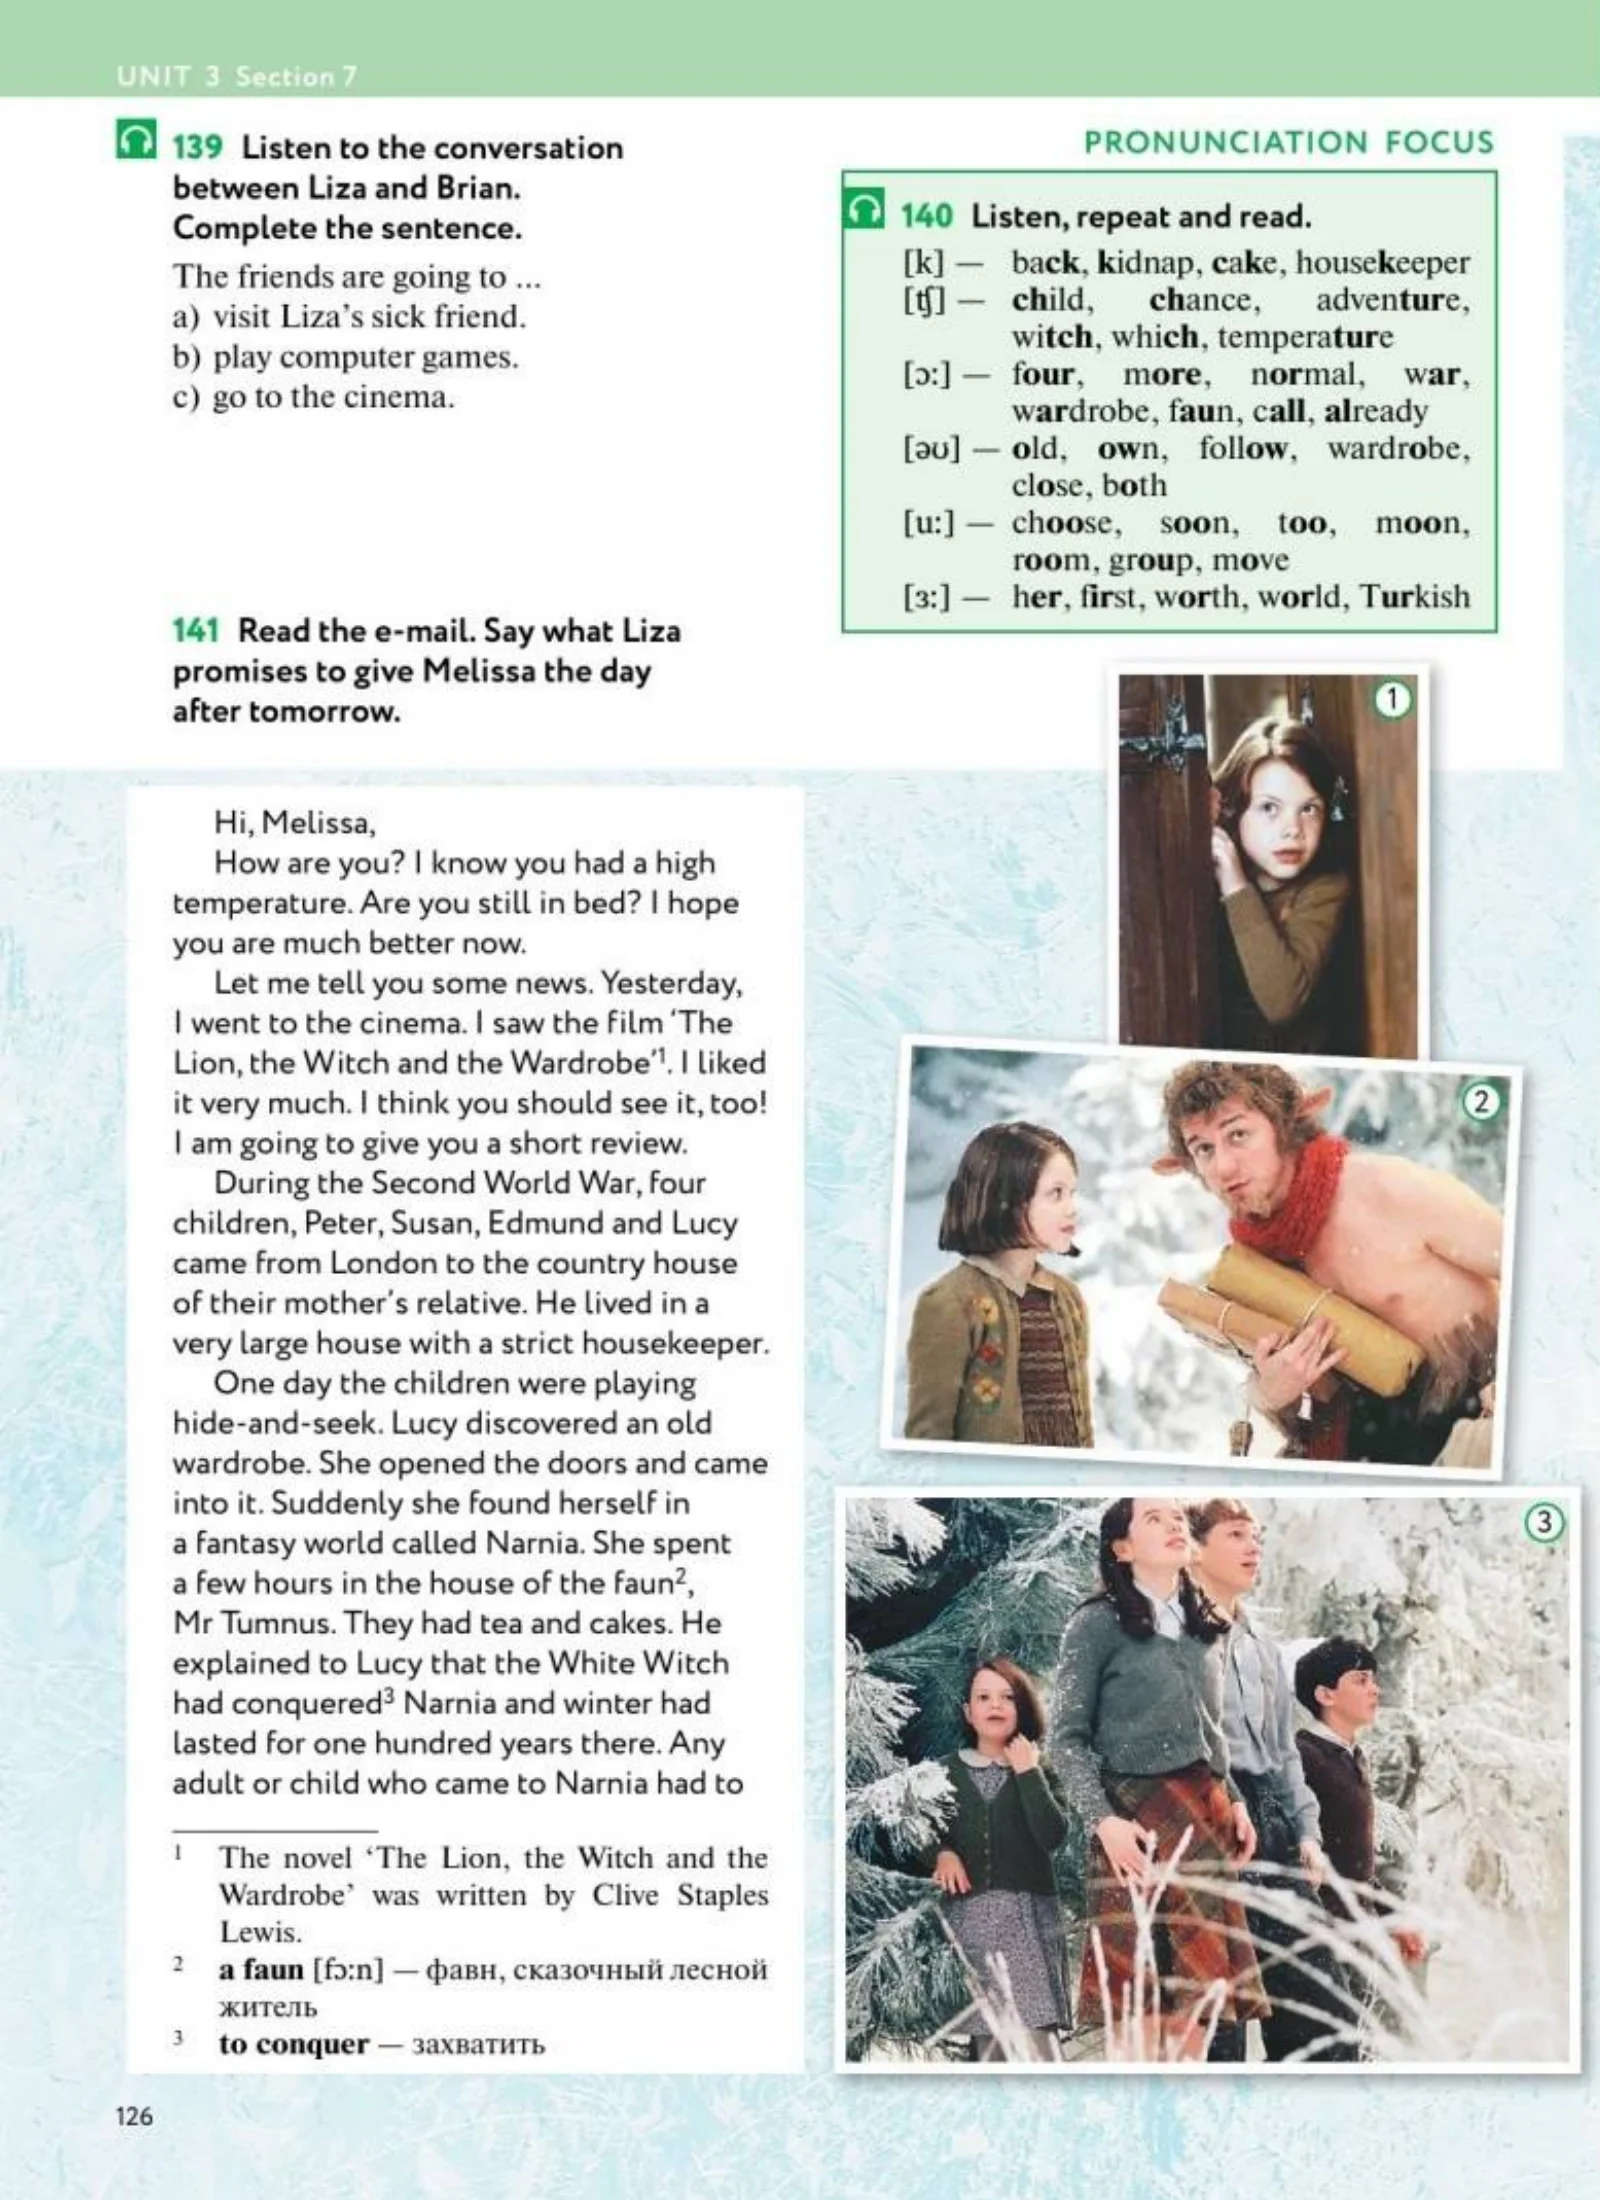 UNIT 3 Section 7
139 Listen to the conversation
between Liza and Brian.
Complete the sentence.
The friends are going to ...
a) visit Liza's sick friend.
b) play computer games.
c) go to the cinema.
PRONUNCIATION FOCUS
140 Listen, repeat and read.
[k] — back, kidnap, cake, housekeeper
[tʃ] — child, chance, adventure,
witch, which, temperature
[ɔ:] — four, more, normal, war,
wardrobe, faun, call, already
[əʊ] — old, own, follow, wardrobe,
close, both
[u:] — choose, soon, too, moon,
room, group, move
[ɜ:] — her, first, worth, world, Turkish
141 Read the e-mail. Say what Liza
promises to give Melissa the day
after tomorrow.
Hi, Melissa,
How are you? I know you had a high
temperature. Are you still in bed? I hope
you are much better now.
Let me tell you some news. Yesterday,
I went to the cinema. I saw the film 'The
Lion, the Witch and the Wardrobe'¹. I liked
it very much. I think you should see it, too!
I am going to give you a short review.
During the Second World War, four
children, Peter, Susan, Edmund and Lucy
came from London to the country house
of their mother's relative. He lived in a
very large house with a strict housekeeper.
One day the children were playing
hide-and-seek. Lucy discovered an old
wardrobe. She opened the doors and came
into it. Suddenly she found herself in
a fantasy world called Narnia. She spent
a few hours in the house of the faun²,
Mr Tumnus. They had tea and cakes. He
explained to Lucy that the White Witch
had conquered³ Narnia and winter had
lasted for one hundred years there. Any
adult or child who came to Narnia had to
1 The novel 'The Lion, the Witch and the
Wardrobe' was written by Clive Staples
Lewis.
2 a faun [fɔ:n] — фавн, сказочный лесной
житель
3 to conquer — захватить
1
2
3
126